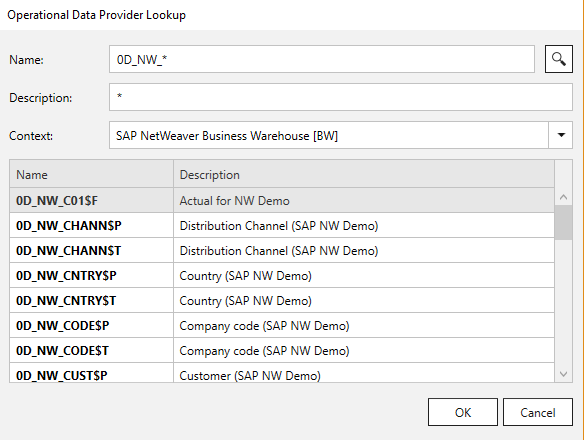 Operational Data Provider Lookup
Name: 0D_NW_*
Description: *
Context: SAP NetWeaver Business Warehouse [BW]
Name Description
0D_NW_C01$F Actual for NW Demo
0D_NW_CHANN$P Distribution Channel (SAP NW Demo)
0D_NW_CHANN$T Distribution Channel (SAP NW Demo)
0D_NW_CNTRY$P Country (SAP NW Demo)
0D_NW_CNTRY$T Country (SAP NW Demo)
0D_NW_CODE$P Company code (SAP NW Demo)
0D_NW_CODE$T Company code (SAP NW Demo)
0D_NW_CUST$P Customer (SAP NW Demo)
OK Cancel